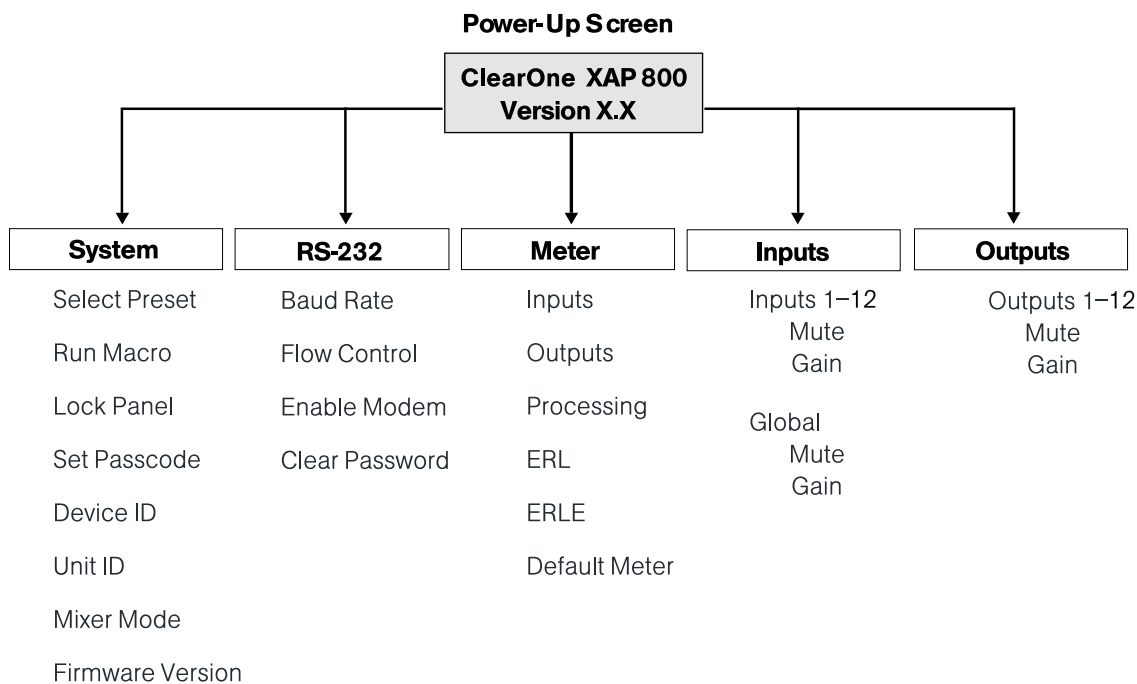 Power-Up Screen
ClearOne XAP 800
Version X.X
System
Select Preset
Run Macro
Lock Panel
Set Passcode
Device ID
Unit ID
Mixer Mode
Firmware Version
RS-232
Baud Rate
Flow Control
Enable Modem
Clear Password
Meter
Inputs
Outputs
Processing
ERL
ERLE
Default Meter
Inputs
Inputs 1–12
Mute
Gain
Global
Mute
Gain
Outputs
Outputs 1–12
Mute
Gain